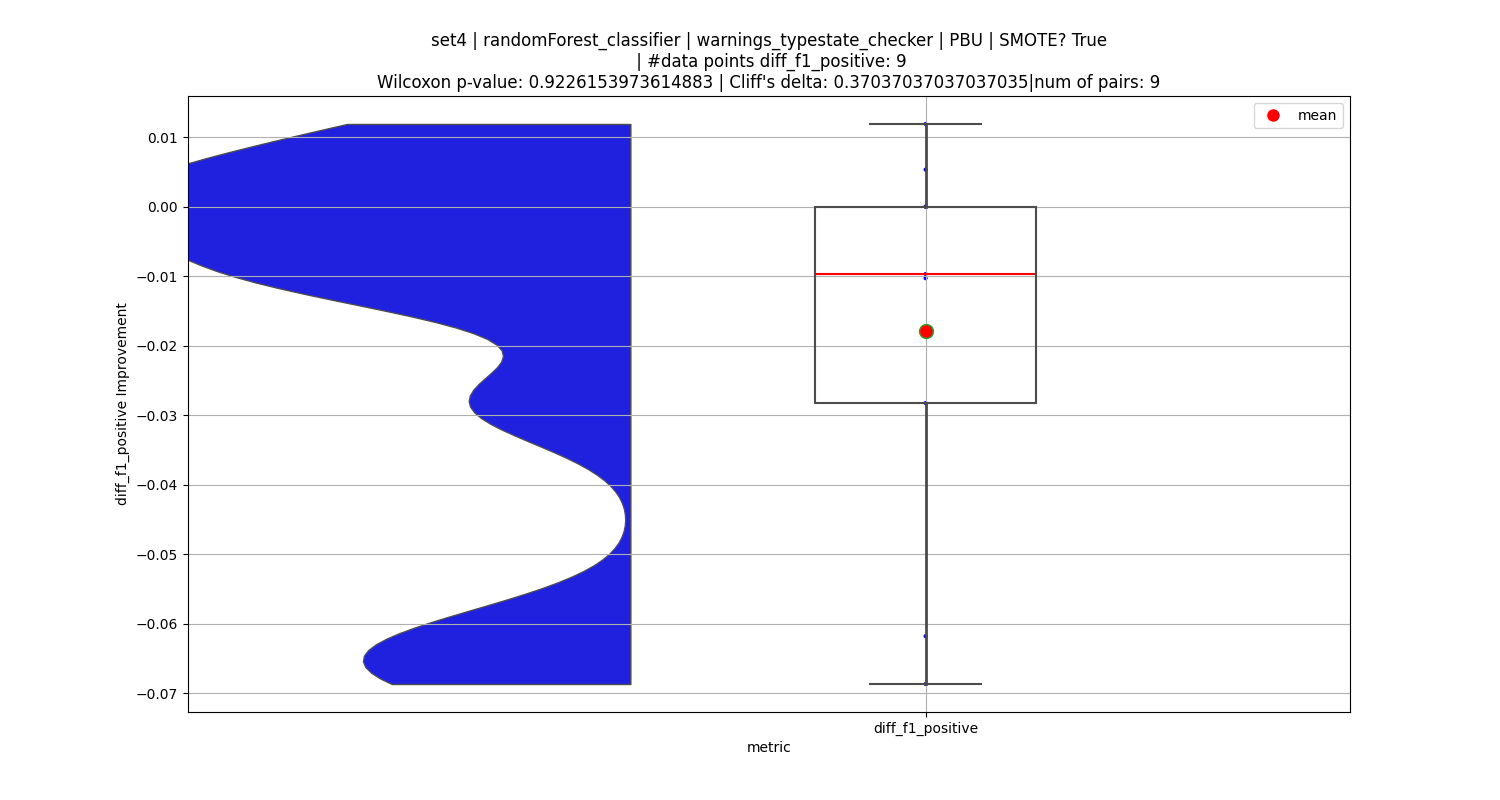 set4 | randomForest_classifier | warnings_typestate_checker | PBU | SMOTE? True
| #data points diff_f1_positive: 9
Wilcoxon p-value: 0.9226153973614883 | Cliff's delta: 0.37037037037037035|num of pairs: 9
mean
0.01
0.00
−0.01
−0.02
−0.03
−0.04
−0.05
−0.06
−0.07
diff_f1_positive Improvement
diff_f1_positive
metric